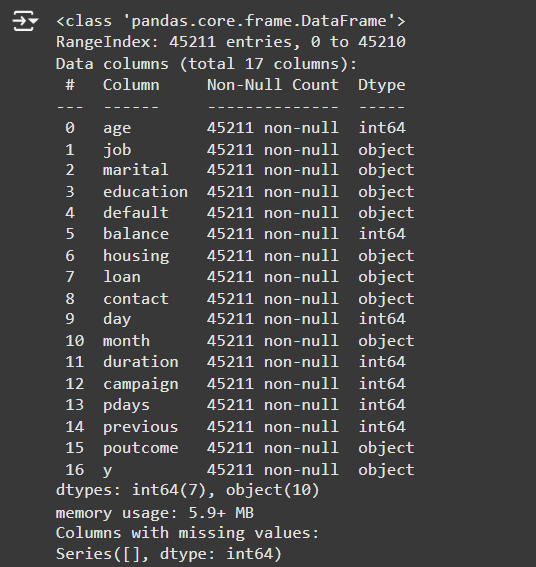 <class 'pandas.core.frame.DataFrame'>
RangeIndex: 45211 entries, 0 to 45210
Data columns (total 17 columns):
 #   Column     Non-Null Count  Dtype
---  ------     --------------  -----
 0   age        45211 non-null  int64
 1   job        45211 non-null  object
 2   marital    45211 non-null  object
 3   education  45211 non-null  object
 4   default    45211 non-null  object
 5   balance    45211 non-null  int64
 6   housing    45211 non-null  object
 7   loan       45211 non-null  object
 8   contact    45211 non-null  object
 9   day        45211 non-null  int64
 10  month      45211 non-null  object
 11  duration   45211 non-null  int64
 12  campaign   45211 non-null  int64
 13  pdays      45211 non-null  int64
 14  previous   45211 non-null  int64
 15  poutcome   45211 non-null  object
 16  y          45211 non-null  object
dtypes: int64(7), object(10)
memory usage: 5.9+ MB
Columns with missing values:
Series([], dtype: int64)